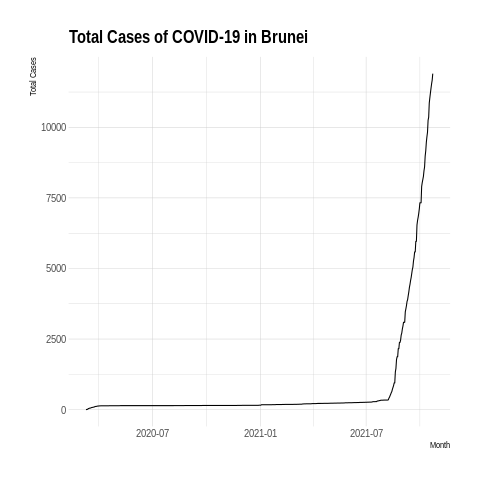 Total Cases of COVID-19 in Brunei
Total Cases
10000
7500
5000
2500
0
2020-07 2021-01 2021-07
Month